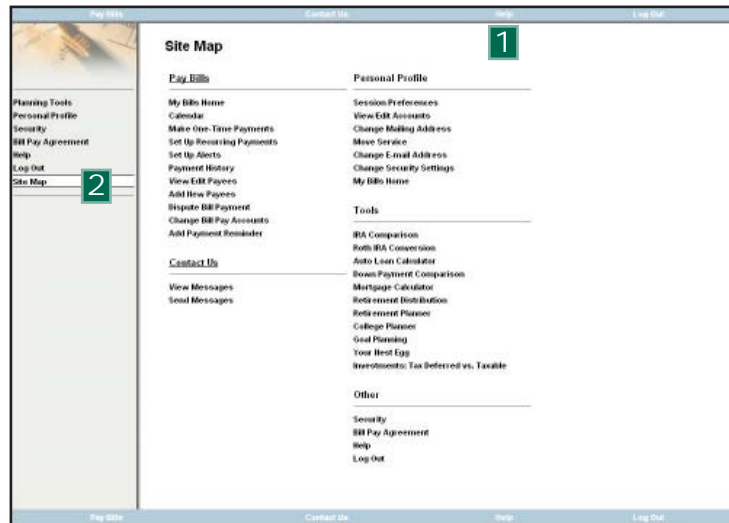 Pay Bills Contact Us Help Log Out
1
Site Map
Planning Tools
Personal Profile
Security
Bill Pay Agreement
Help
Log Out
Site Map
2
Pay Bills
My Bills Home
Calendar
Make One-Time Payments
Set Up Recurring Payments
Set Up Alerts
Payment History
View Edit Payees
Add New Payees
Dispute Bill Payment
Change Bill Pay Accounts
Add Payment Reminder
Contact Us
View Messages
Send Messages
Personal Profile
Session Preferences
View Edit Accounts
Change Mailing Address
Move Service
Change E-mail Address
Change Security Settings
My Bills Home
Tools
IRA Comparison
Roth IRA Conversion
Auto Loan Calculator
Down Payment Comparison
Mortgage Calculator
Retirement Distribution
Retirement Planner
College Planner
Goal Planning
Your Nest Egg
Investments: Tax Deferred vs. Taxable
Other
Security
Bill Pay Agreement
Help
Log Out
Pay Bills Contact Us Help Log Out